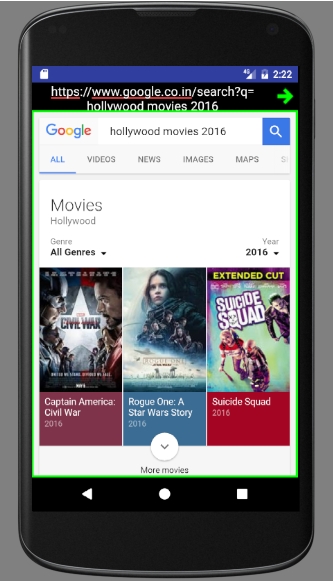 4G 2:22
https://www.google.co.in/search?q=
hollywood movies 2016
Google hollywood movies 2016
ALL VIDEOS NEWS IMAGES MAPS
Movies
Hollywood
Genre Year
All Genres 2016
CIVIL WAR
EXTENDED CUT
SUICIDE
SQUAD
Captain America:
Civil War
2016
Rogue One: A
Star Wars Story
2016
Suicide Squad
2016
More movies